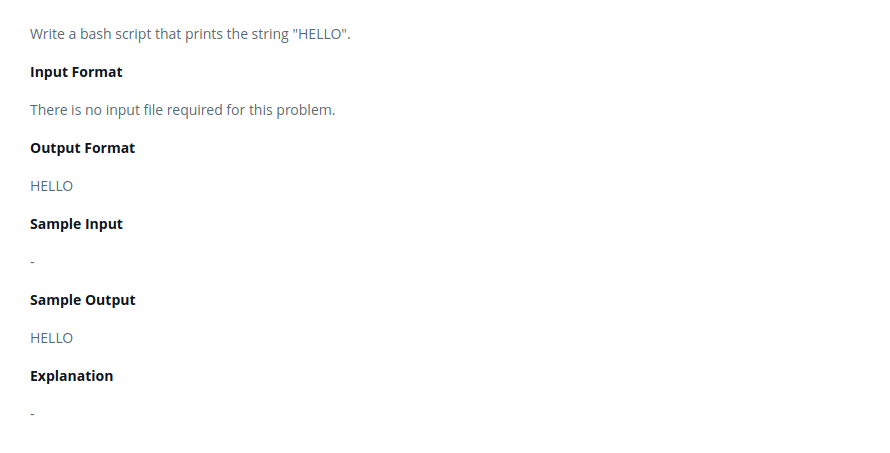 Write a bash script that prints the string "HELLO".
Input Format
There is no input file required for this problem.
Output Format
HELLO
Sample Input
-
Sample Output
HELLO
Explanation
-